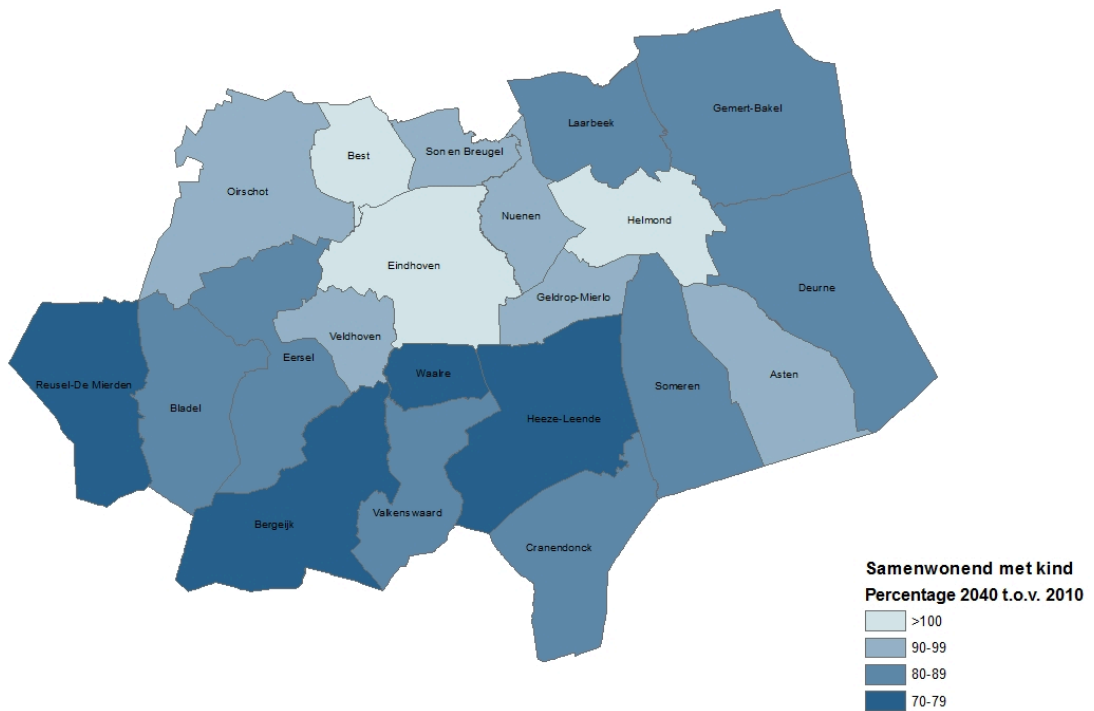 Gemert-Bakel
Laarbeek
Best
Son en Breugel
Oirschot
Nuenen
Helmond
Eindhoven
Deurne
Geldrop-Mierlo
Veldhoven
Eersel
Waalre
Asten
Reusel-De Mierden
Someren
Bladel
Heeze-Leende
Valkenswaard
Bergeijk
Cranendonck
Samenwonend met kind
Percentage 2040 t.o.v. 2010
>100
90-99
80-89
70-79